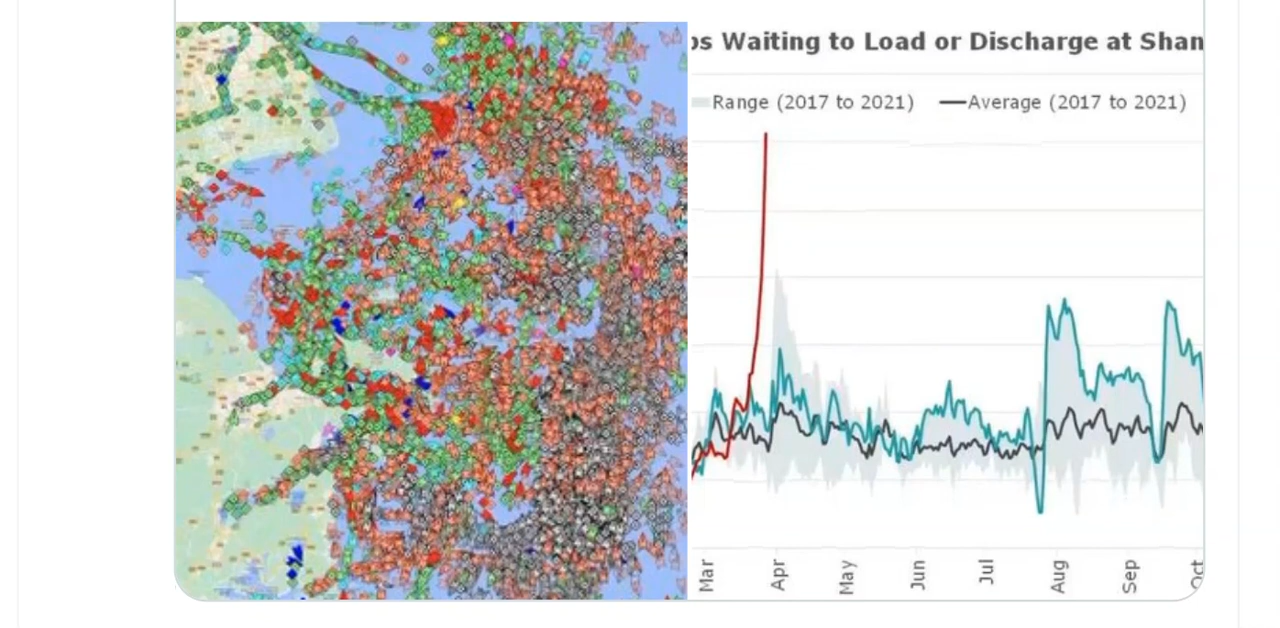 ps Waiting to Load or Discharge at Shan
Range (2017 to 2021) Average (2017 to 2021)
Mar Apr May Jun Jul Aug Sep Oct